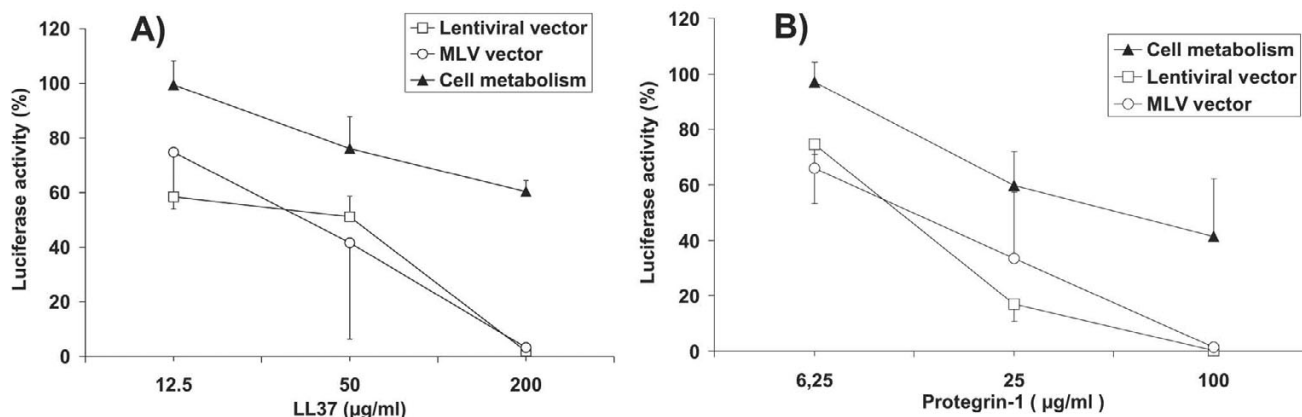 A)
Lentiviral vector
MLV vector
Cell metabolism
Luciferase activity (%)
120
100
80
60
40
20
0
12.5 50 200
LL37 (µg/ml)
B)
Cell metabolism
Lentiviral vector
MLV vector
Luciferase activity (%)
120
100
80
60
40
20
0
6,25 25 100
Protegrin-1 ( µg/ml )